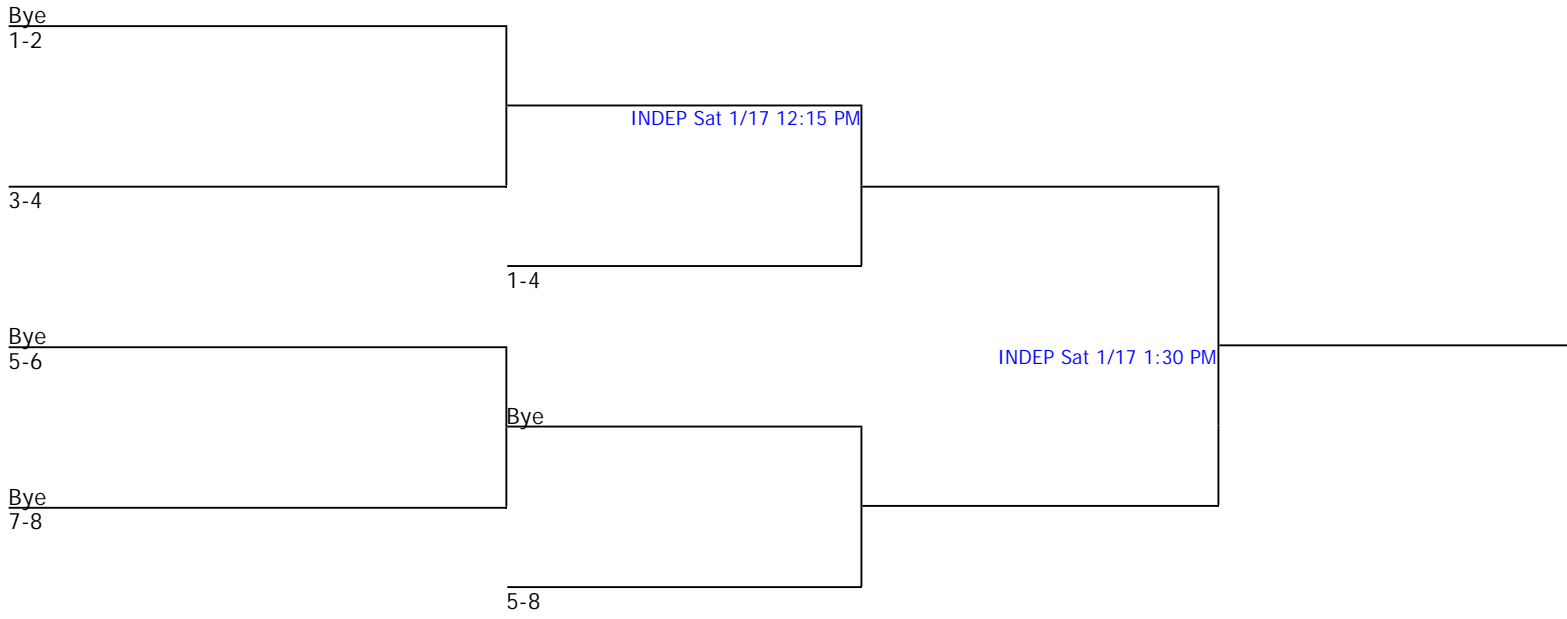 Bye
1-2
INDEP Sat 1/17 12:15 PM
3-4
1-4
Bye
5-6
INDEP Sat 1/17 1:30 PM
Bye
Bye
7-8
5-8